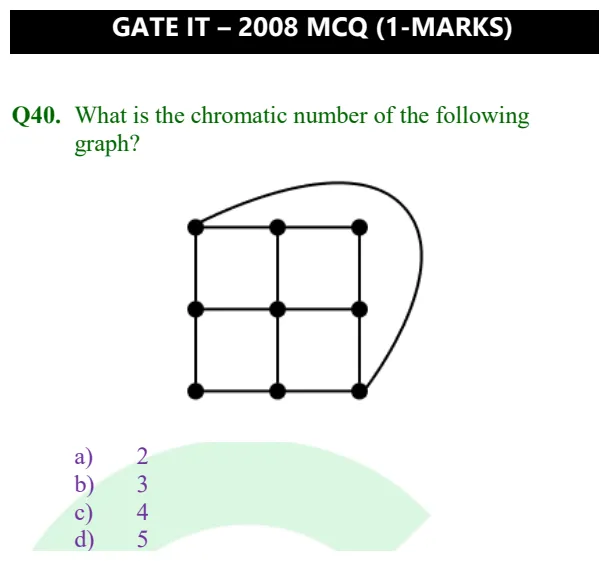 GATE IT – 2008 MCQ (1-MARKS)
Q40. What is the chromatic number of the following
graph?
a) 2
b) 3
c) 4
d) 5